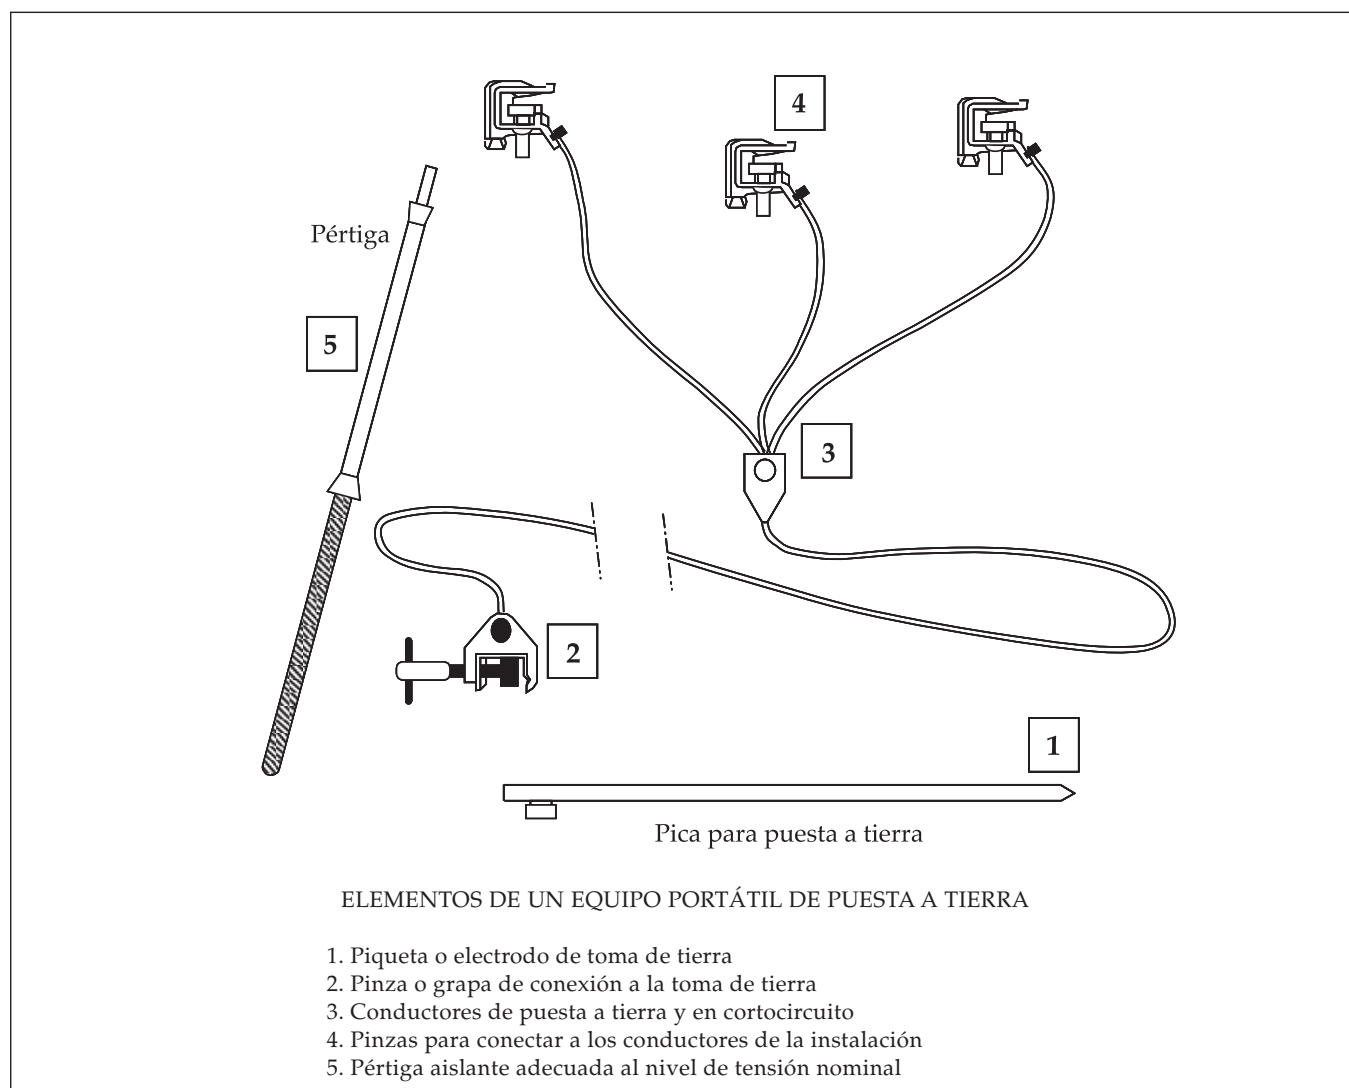 4
Pértiga
5
3
2
1
Pica para puesta a tierra
ELEMENTOS DE UN EQUIPO PORTÁTIL DE PUESTA A TIERRA
1. Piqueta o electrodo de toma de tierra
2. Pinza o grapa de conexión a la toma de tierra
3. Conductores de puesta a tierra y en cortocircuito
4. Pinzas para conectar a los conductores de la instalación
5. Pértiga aislante adecuada al nivel de tensión nominal